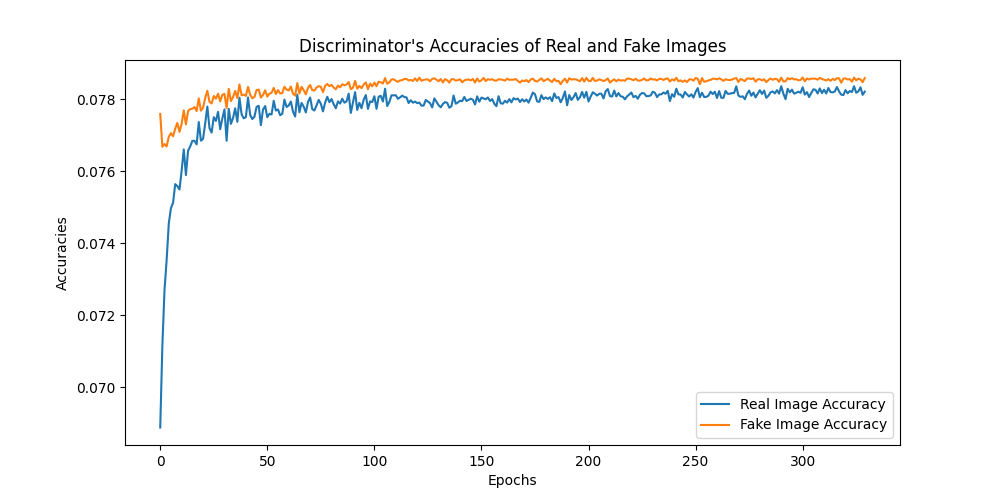 Discriminator's Accuracies of Real and Fake Images
Accuracies
0.078
0.076
0.074
0.072
0.070
0
50
100
150
200
250
300
Epochs
Real Image Accuracy
Fake Image Accuracy